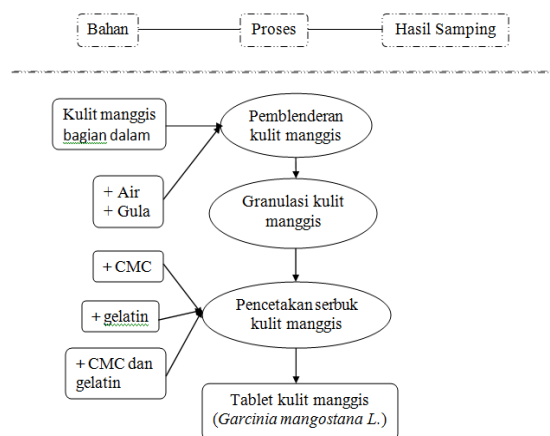 Bahan
Proses
Hasil Samping
Kulit manggis
bagian dalam
Pemblenderan
kulit manggis
+ Air
+ Gula
Granulasi kulit
manggis
+ CMC
+ gelatin
+ CMC dan
gelatin
Pencetakan serbuk
kulit manggis
Tablet kulit manggis
(Garcinia mangostana L.)